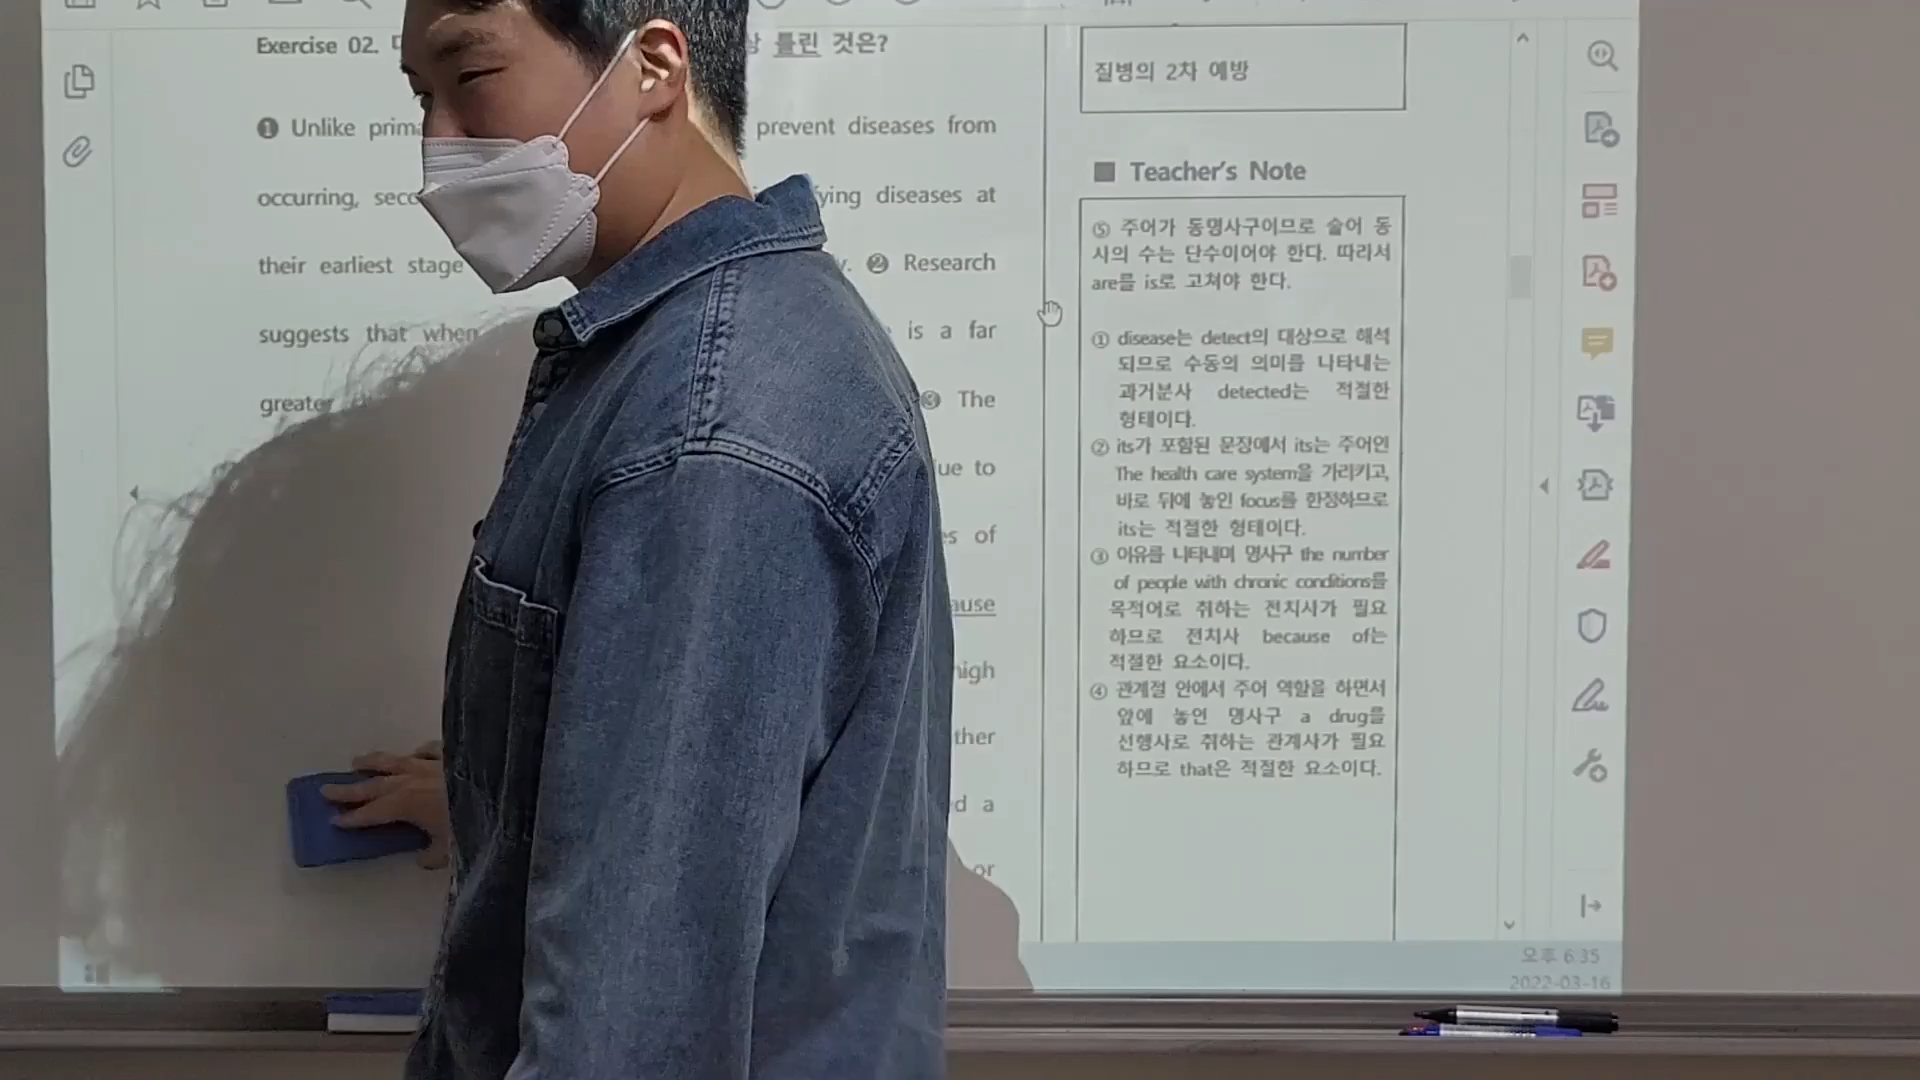 Exercise 02.
틀린 것은?
❶ Unlike
prevent diseases from
occurring,
diseases at
their earliest stage
❷ Research
suggests that when
is a far
❸ The
to
of
high
a
or
질병의 2차 예방
■ Teacher's Note
⑤ 주어가 동명사구이므로 술어 동
사의 수는 단수이어야 한다. 따리서
are를 is로 고쳐야 한다.
① disease는 detect의 대상으로 해석
되므로 수동의 의미를 나타내는
과거분사 detected는 적절한
형태이다.
② its가 포함된 문장에서 its는 주어인
The health care system을 가리키고,
바로 뒤에 놓인 focus를 한정하므로
its는 적절한 형태이다.
③ 이유를 나타내며 명사구 the number
of people with chronic conditions를
목적어로 취하는 전치사가 필요
하므로 전치사 because of는
적절한 요소이다.
④ 관계절 안에서 주어 역할을 하면서
앞에 놓인 명사구 a drug를
선행사로 취하는 관계사가 필요
하므로 that은 적절한 요소이다.
오후 6:35
2022-03-16